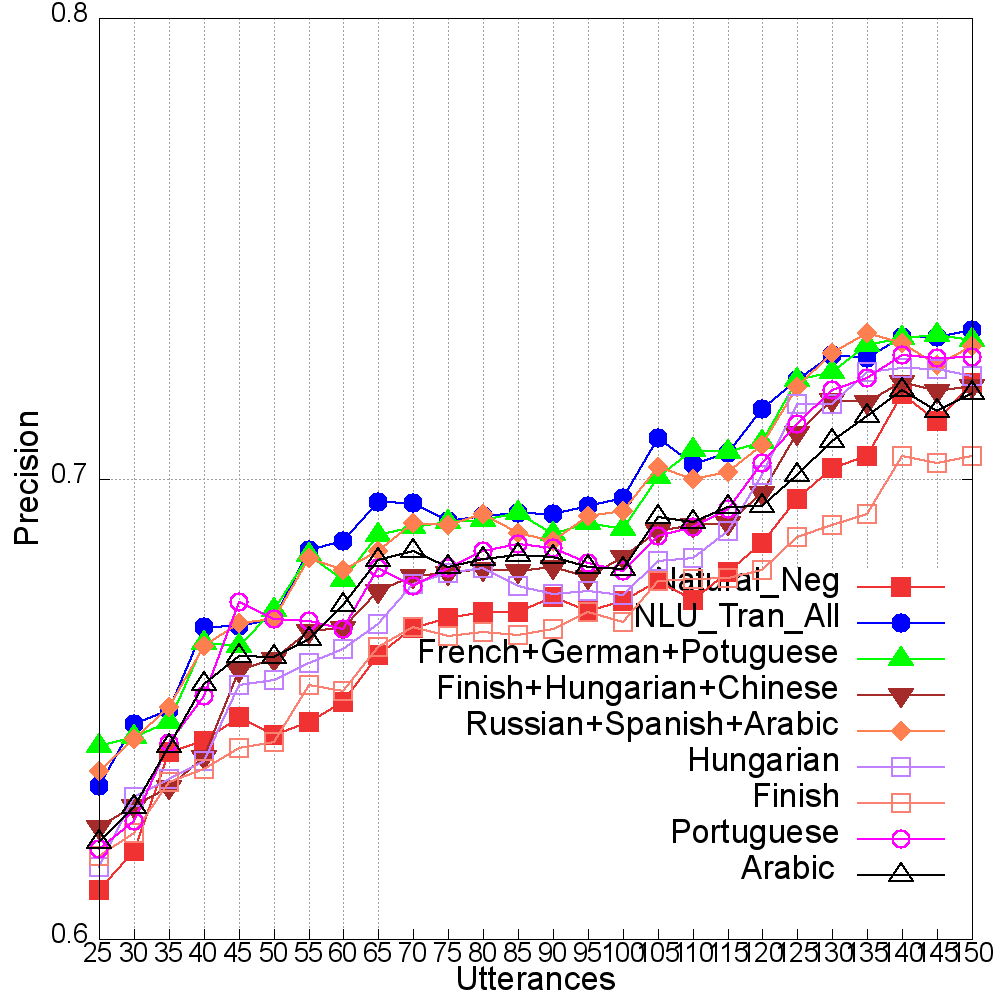 0.8
0.7
0.6
Precision
25 30 35 40 45 50 55 60 65 70 75 80 85 90 95 100 105 110 115 120 125 130 135 140 145 150
Utterances
Natural_Neg
NLU_Tran_All
French+German+Potuguese
Finish+Hungarian+Chinese
Russian+Spanish+Arabic
Hungarian
Finish
Portuguese
Arabic